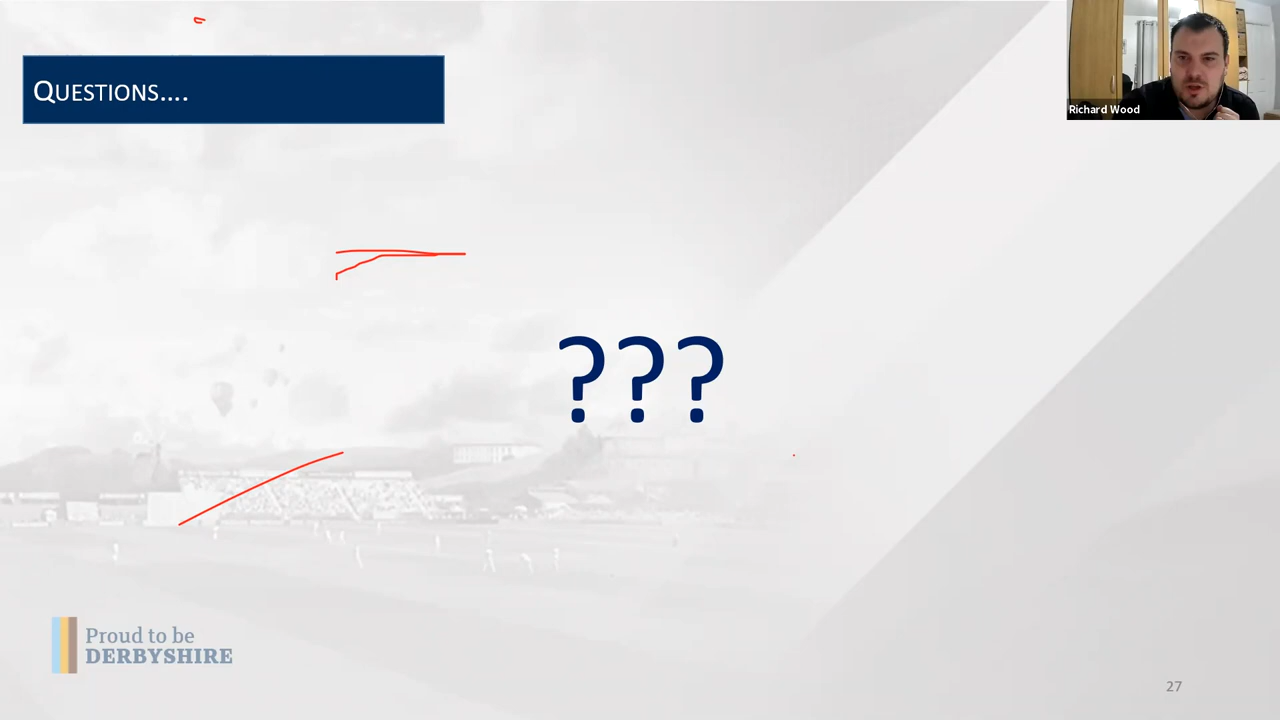 QUESTIONS....
Richard Wood
???
Proud to be
DERBYSHIRE
27